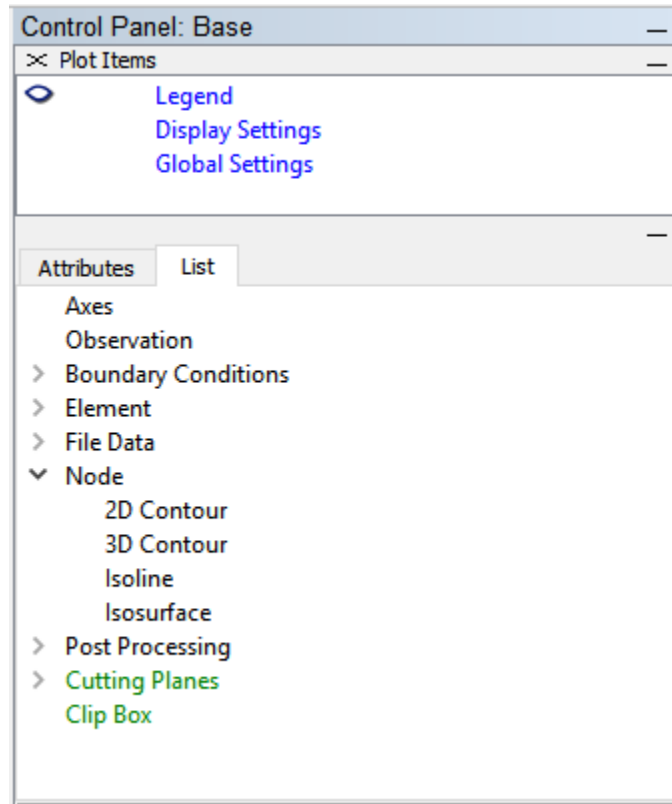 Control Panel: Base
Plot Items
Legend
Display Settings
Global Settings
Attributes List
Axes
Observation
Boundary Conditions
Element
File Data
Node
2D Contour
3D Contour
Isoline
Isosurface
Post Processing
Cutting Planes
Clip Box